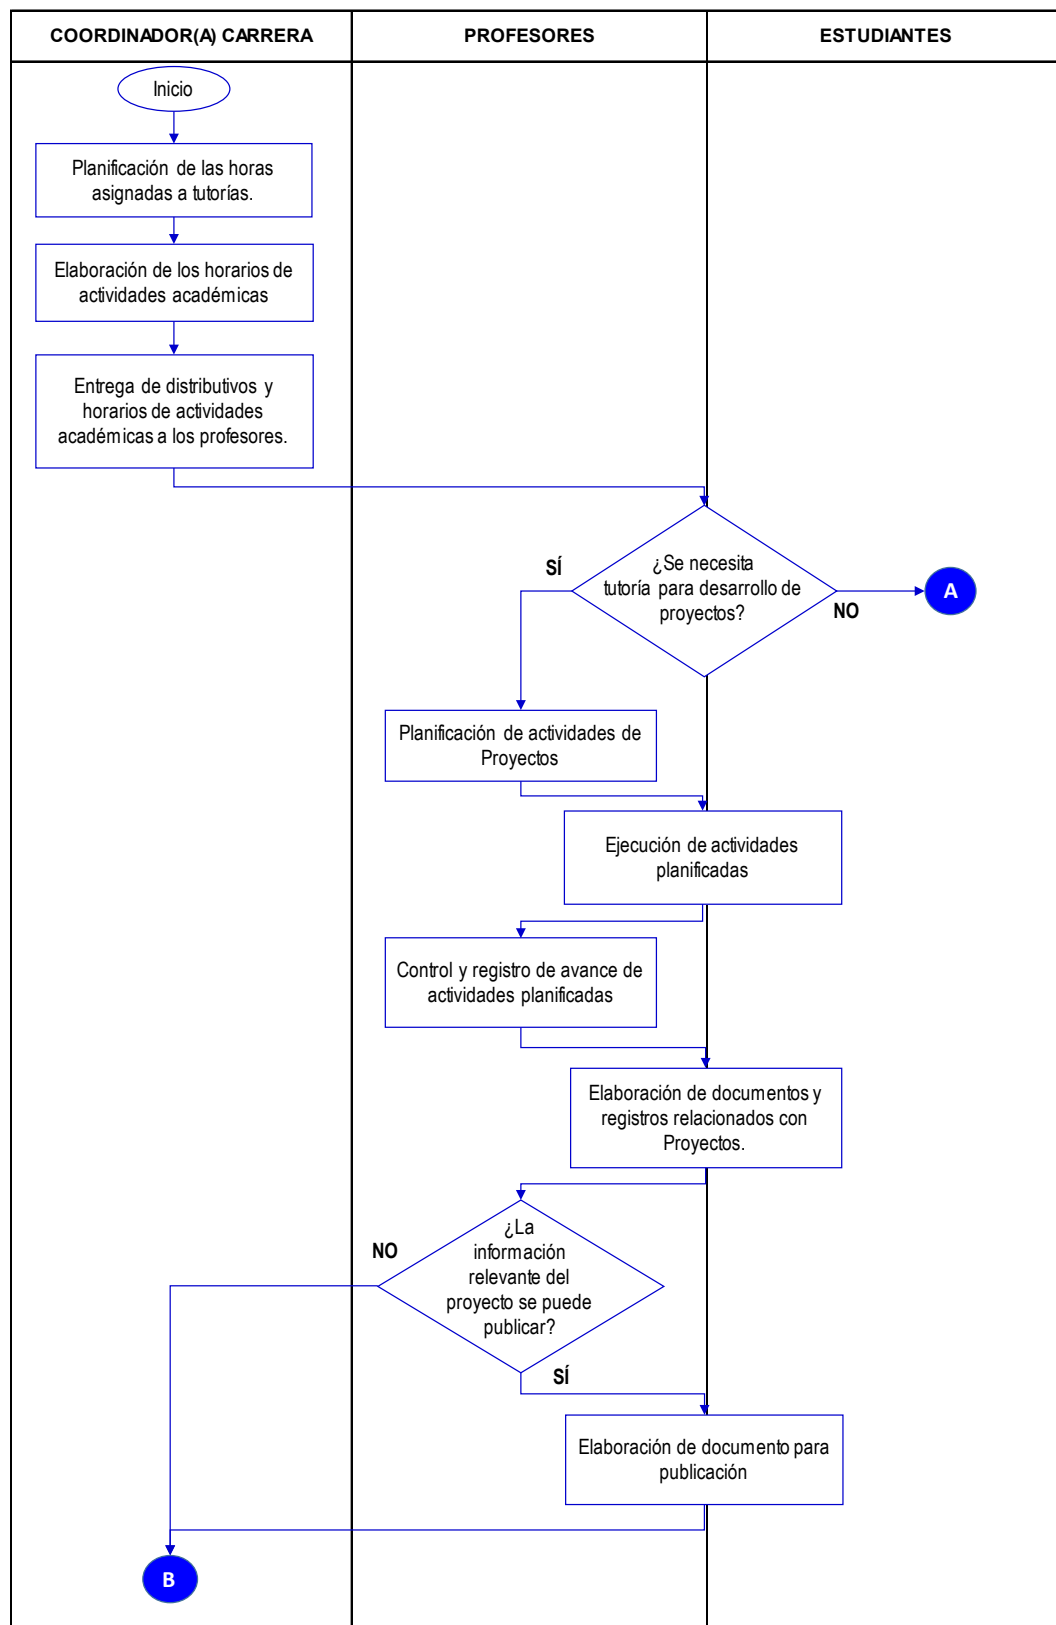 COORDINADOR(A) CARRERA
PROFESORES
ESTUDIANTES
Inicio
Planificación de las horas
asignadas a tutorías.
Elaboración de los horarios de
actividades académicas
Entrega de distributivos y
horarios de actividades
académicas a los profesores.
¿Se necesita
tutoría para desarrollo de
proyectos?
SÍ
NO
A
Planificación de actividades de
Proyectos
Ejecución de actividades
planificadas
Control y registro de avance de
actividades planificadas
Elaboración de documentos y
registros relacionados con
Proyectos.
¿La
información
relevante del
proyecto se puede
publicar?
NO
SÍ
Elaboración de documento para
publicación
B